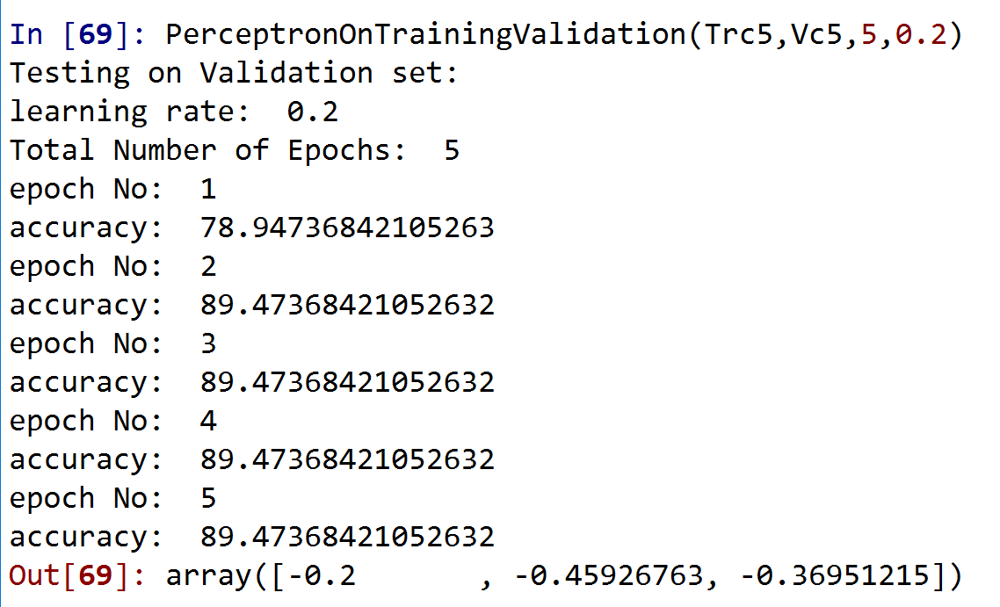 In [69]: PerceptronOnTrainingValidation(Trc5,Vc5,5,0.2)
Testing on Validation set:
learning rate:  0.2
Total Number of Epochs:  5
epoch No:  1
accuracy:  78.94736842105263
epoch No:  2
accuracy:  89.47368421052632
epoch No:  3
accuracy:  89.47368421052632
epoch No:  4
accuracy:  89.47368421052632
epoch No:  5
accuracy:  89.47368421052632
Out[69]: array([-0.2       , -0.45926763, -0.36951215])